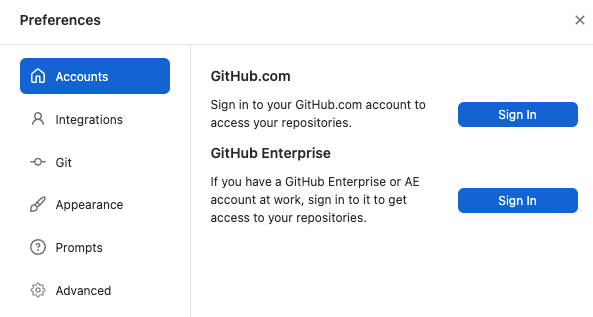 Preferences
Accounts
Integrations
Git
Appearance
Prompts
Advanced
GitHub.com
Sign in to your GitHub.com account to
access your repositories.
Sign In
GitHub Enterprise
If you have a GitHub Enterprise or AE
account at work, sign in to it to get
access to your repositories.
Sign In